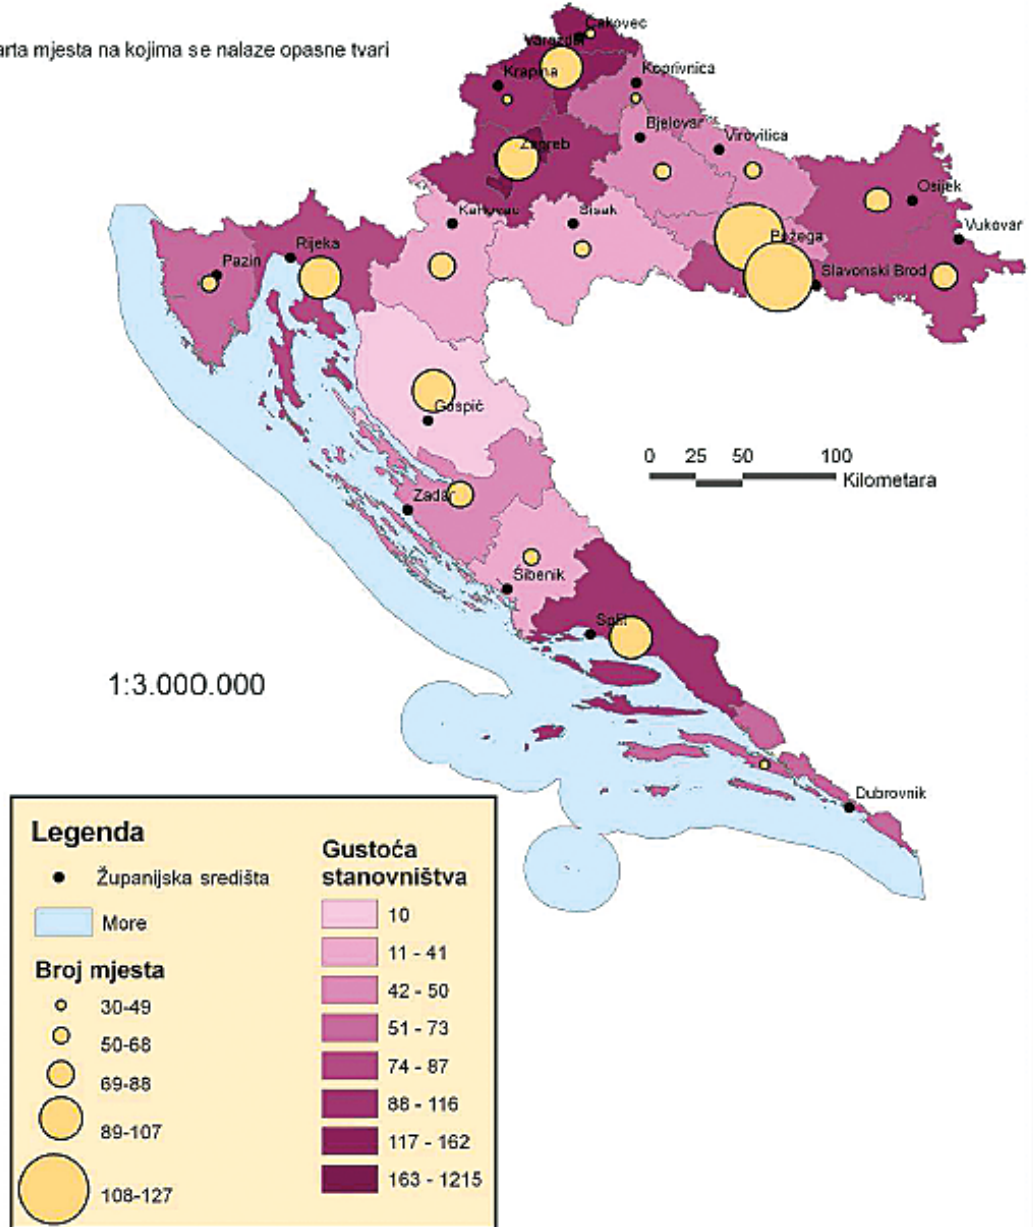 arta mjesta na kojima se nalaze opasne tvari
Čakovec
Varaždin
Krapina
Koprivnica
Bjelovar
Virovitica
Zagreb
Osijek
Karlovac
Sisak
Vukovar
Rijeka
Požega
Pazin
Slavonski Brod
Gospić
0 25 50 100
Kilometara
Zadar
Šibenik
Split
1:3.000.000
Dubrovnik
Legenda
Županijska središta
More
Broj mjesta
30-49
50-68
69-88
89-107
108-127
Gustoća
stanovništva
10
11 - 41
42 - 50
51 - 73
74 - 87
88 - 116
117 - 162
163 - 1215